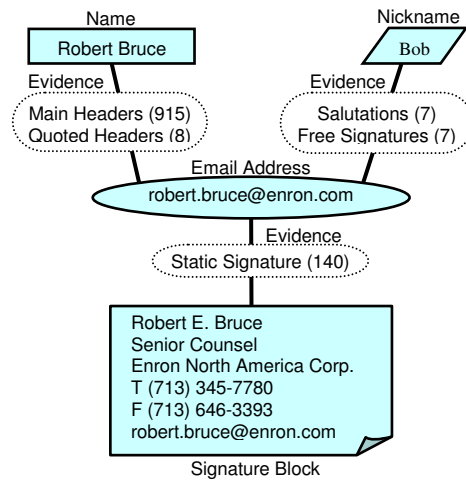 Name
Nickname
Robert Bruce
Bob
Evidence
Evidence
Main Headers (915)
Quoted Headers (8)
Salutations (7)
Free Signatures (7)
Email Address
robert.bruce@enron.com
Evidence
Static Signature (140)
Robert E. Bruce
Senior Counsel
Enron North America Corp.
T (713) 345-7780
F (713) 646-3393
robert.bruce@enron.com
Signature Block